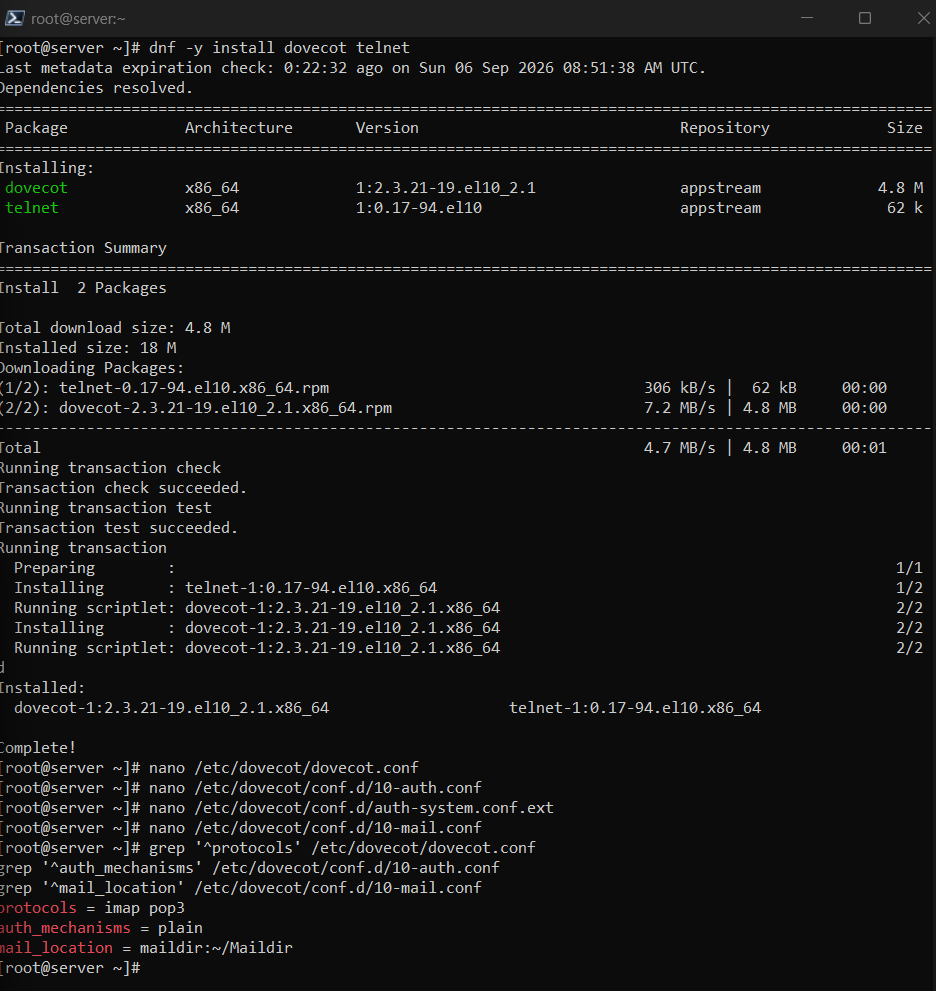 root@server:~
[root@server ~]# dnf -y install dovecot telnet
Last metadata expiration check: 0:22:32 ago on Sun 06 Sep 2026 08:51:38 AM UTC.
Dependencies resolved.
================================================================================
Package Architecture Version Repository Size
================================================================================
Installing:
dovecot x86_64 1:2.3.21-19.el10_2.1 appstream 4.8 M
telnet x86_64 1:0.17-94.el10 appstream 62 k
Transaction Summary
================================================================================
Install 2 Packages
Total download size: 4.8 M
Installed size: 18 M
Downloading Packages:
(1/2): telnet-0.17-94.el10.x86_64.rpm 306 kB/s | 62 kB 00:00
(2/2): dovecot-2.3.21-19.el10_2.1.x86_64.rpm 7.2 MB/s | 4.8 MB 00:00
--------------------------------------------------------------------------------
Total 4.7 MB/s | 4.8 MB 00:01
Running transaction check
Transaction check succeeded.
Running transaction test
Transaction test succeeded.
Running transaction
Preparing : 1/1
Installing : telnet-1:0.17-94.el10.x86_64 1/2
Running scriptlet: dovecot-1:2.3.21-19.el10_2.1.x86_64 2/2
Installing : dovecot-1:2.3.21-19.el10_2.1.x86_64 2/2
Running scriptlet: dovecot-1:2.3.21-19.el10_2.1.x86_64 2/2
d
Installed:
dovecot-1:2.3.21-19.el10_2.1.x86_64 telnet-1:0.17-94.el10.x86_64
Complete!
[root@server ~]# nano /etc/dovecot/dovecot.conf
[root@server ~]# nano /etc/dovecot/conf.d/10-auth.conf
[root@server ~]# nano /etc/dovecot/conf.d/auth-system.conf.ext
[root@server ~]# nano /etc/dovecot/conf.d/10-mail.conf
[root@server ~]# grep '^protocols' /etc/dovecot/dovecot.conf
grep '^auth_mechanisms' /etc/dovecot/conf.d/10-auth.conf
grep '^mail_location' /etc/dovecot/conf.d/10-mail.conf
protocols = imap pop3
auth_mechanisms = plain
mail_location = maildir:~/Maildir
[root@server ~]#